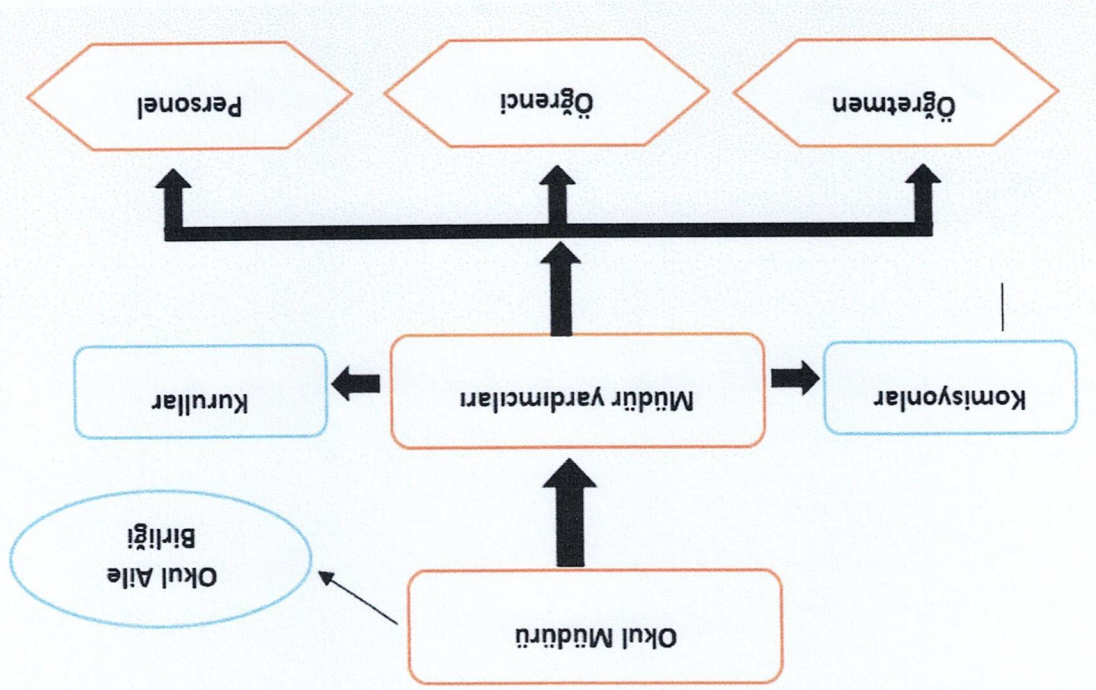 Okul Müdürü
Okul Aile
Birliği
Komisyonlar
Müdür yardımcıları
Kurullar
Öğretmen
Öğrenci
Personel